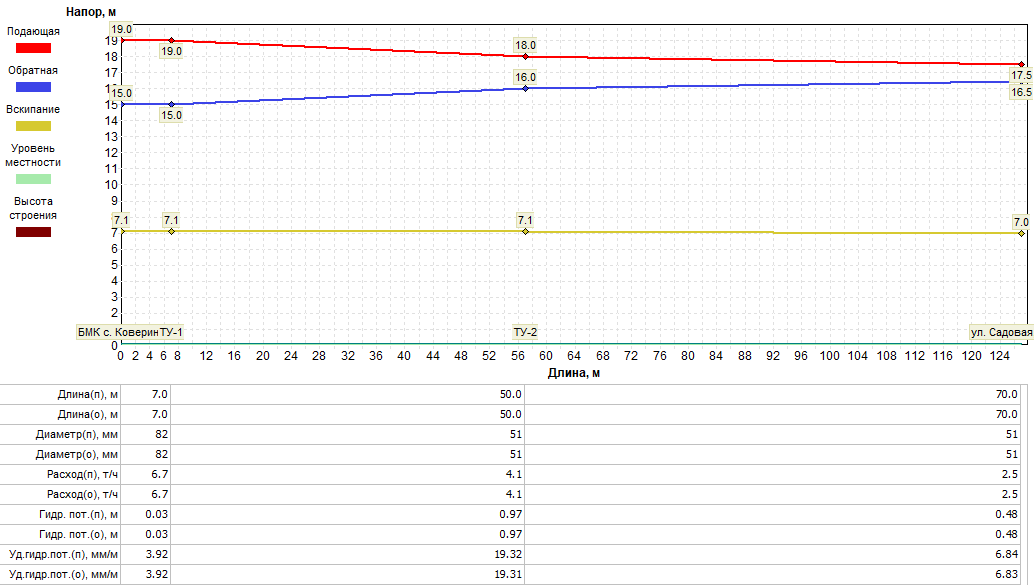 Напор, м
Подающая
Обратная
Вскипание
Уровень
местности
Высота
строения
19
18
17
16
15
14
13
12
11
10
9
8
7
6
5
4
3
2
0
19.0
19.0
18.0
17.5
15.0
15.0
16.0
16.5
7.1
7.1
7.1
7.0
БМК с. Коверин ТУ-1 ТУ-2 ул. Садовая
0 2 4 6 8 12 16 20 24 28 32 36 40 44 48 52 56 60 64 68 72 76 80 84 88 92 96 100 104 108 112 116 120 124
Длина, м
Длина(п), м 7.0 50.0 70.0
Длина(о), м 7.0 50.0 70.0
Диаметр(п), мм 82 51 51
Диаметр(о), мм 82 51 51
Расход(п), т/ч 6.7 4.1 2.5
Расход(о), т/ч 6.7 4.1 2.5
Гидр. пот.(п), м 0.03 0.97 0.48
Гидр. пот.(о), м 0.03 0.97 0.48
Уд.гидр.пот.(п), мм/м 3.92 19.32 6.84
Уд.гидр.пот.(о), мм/м 3.92 19.31 6.83